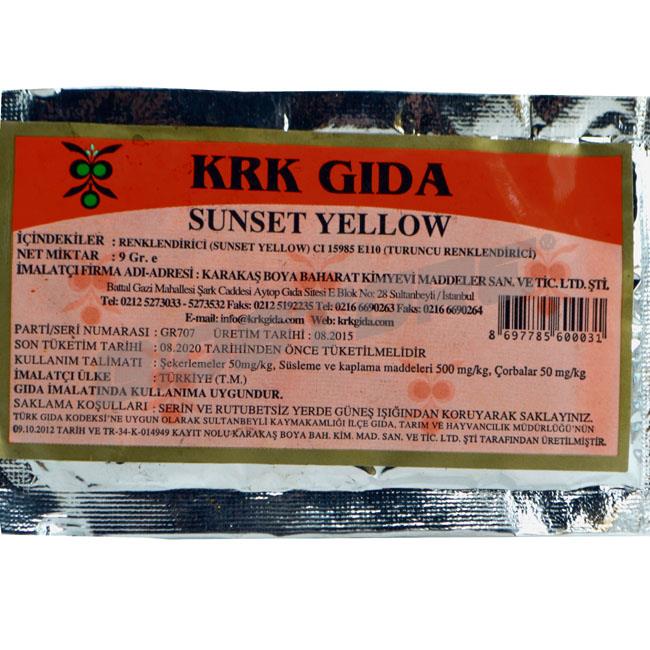 KRK GIDA
SUNSET YELLOW
İÇİNDEKİLER : RENKLENDİRİCİ (SUNSET YELLOW) CI 15985 E110 (TURUNCU RENKLENDİRİCİ)
NET MİKTAR : 9 Gr. e
İMALATÇI FİRMA ADI-ADRESİ : KARAKAŞ BOYA BAHARAT KİMYEVİ MADDELER SAN. VE TİC. LTD. ŞTİ.
Battal Gazi Mahallesi Şark Caddesi Aytop Gıda Sitesi E Blok No: 28 Sultanbeyli / İstanbul
Tel: 0212 5273033 - 5273532 Faks: 0212 5192235 Tel: 0216 6690263 Faks: 0216 6690264
E-mail: info@krkgida.com Web: krkgida.com
8 697785 600031
PARTİ/SERİ NUMARASI : GR707 ÜRETİM TARİHİ : 08.2015
SON TÜKETİM TARİHİ : 08.2020 TARİHİNDEN ÖNCE TÜKETİLMELİDİR
KULLANIM TALİMATI : Şekerlemeler 50mg/kg, Süsleme ve kaplama maddeleri 500 mg/kg, Çorbalar 50 mg/kg
İMALATÇI ÜLKE : TÜRKİYE (T.M.)
GIDA İMALATINDA KULLANIMA UYGUNDUR.
SAKLAMA KOŞULLARI : SERİN VE RUTUBETSİZ YERDE GÜNEŞ IŞIĞINDAN KORUYARAK SAKLAYINIZ.
TÜRK GIDA KODEKSİ'NE UYGUN OLARAK SULTANBEYLİ KAYMAKAMLIĞI İLÇE GIDA, TARIM VE HAYVANCILIK MÜDÜRLÜĞÜ'NÜN
09.10.2012 TARİH VE TR-34-K-014949 KAYIT NOLU KARAKAŞ BOYA BAH. KİM. MAD. SAN. VE TİC. LTD. ŞTİ TARAFINDAN ÜRETİLMİŞTİR.